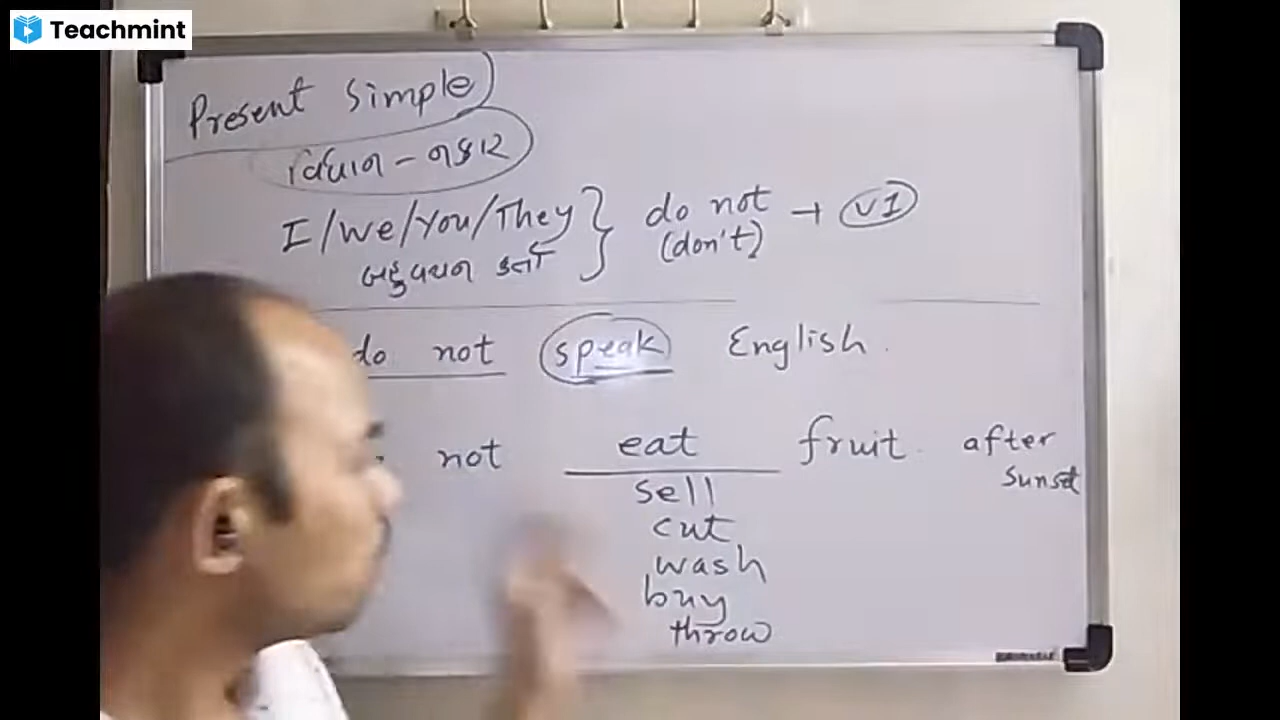 Teachmint
Present Simple
વિધાન - નકાર
I/We/You/They } do not → V1
બહુવચન કર્તા (don't)
do not speak English.
not eat fruit after
sunset
sell
cut
wash
buy
throw